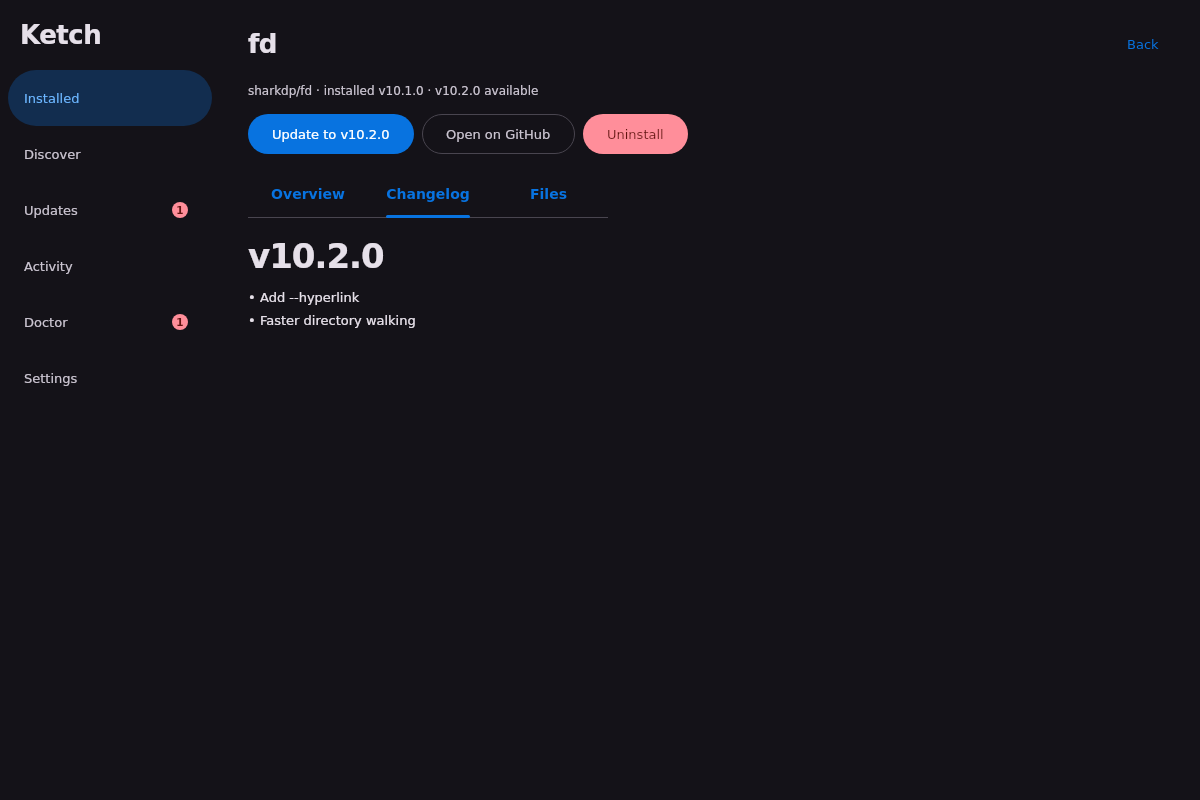 Ketch
Installed
Discover
Updates 1
Activity
Doctor 1
Settings
fd
Back
sharkdp/fd · installed v10.1.0 · v10.2.0 available
Update to v10.2.0 Open on GitHub Uninstall
Overview Changelog Files
v10.2.0
• Add --hyperlink
• Faster directory walking